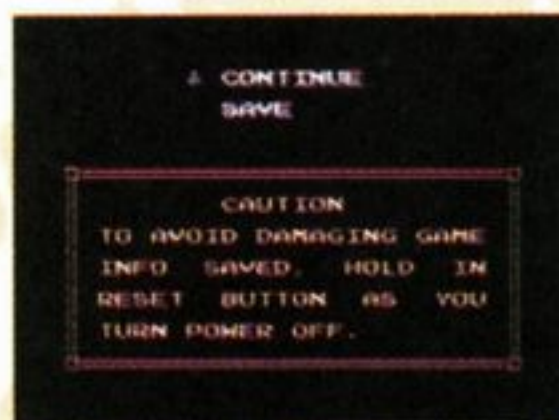 CONTINUE
SAVE
CAUTION
TO AVOID DAMAGING GAME
INFO SAVED, HOLD IN
RESET BUTTON AS YOU
TURN POWER OFF.